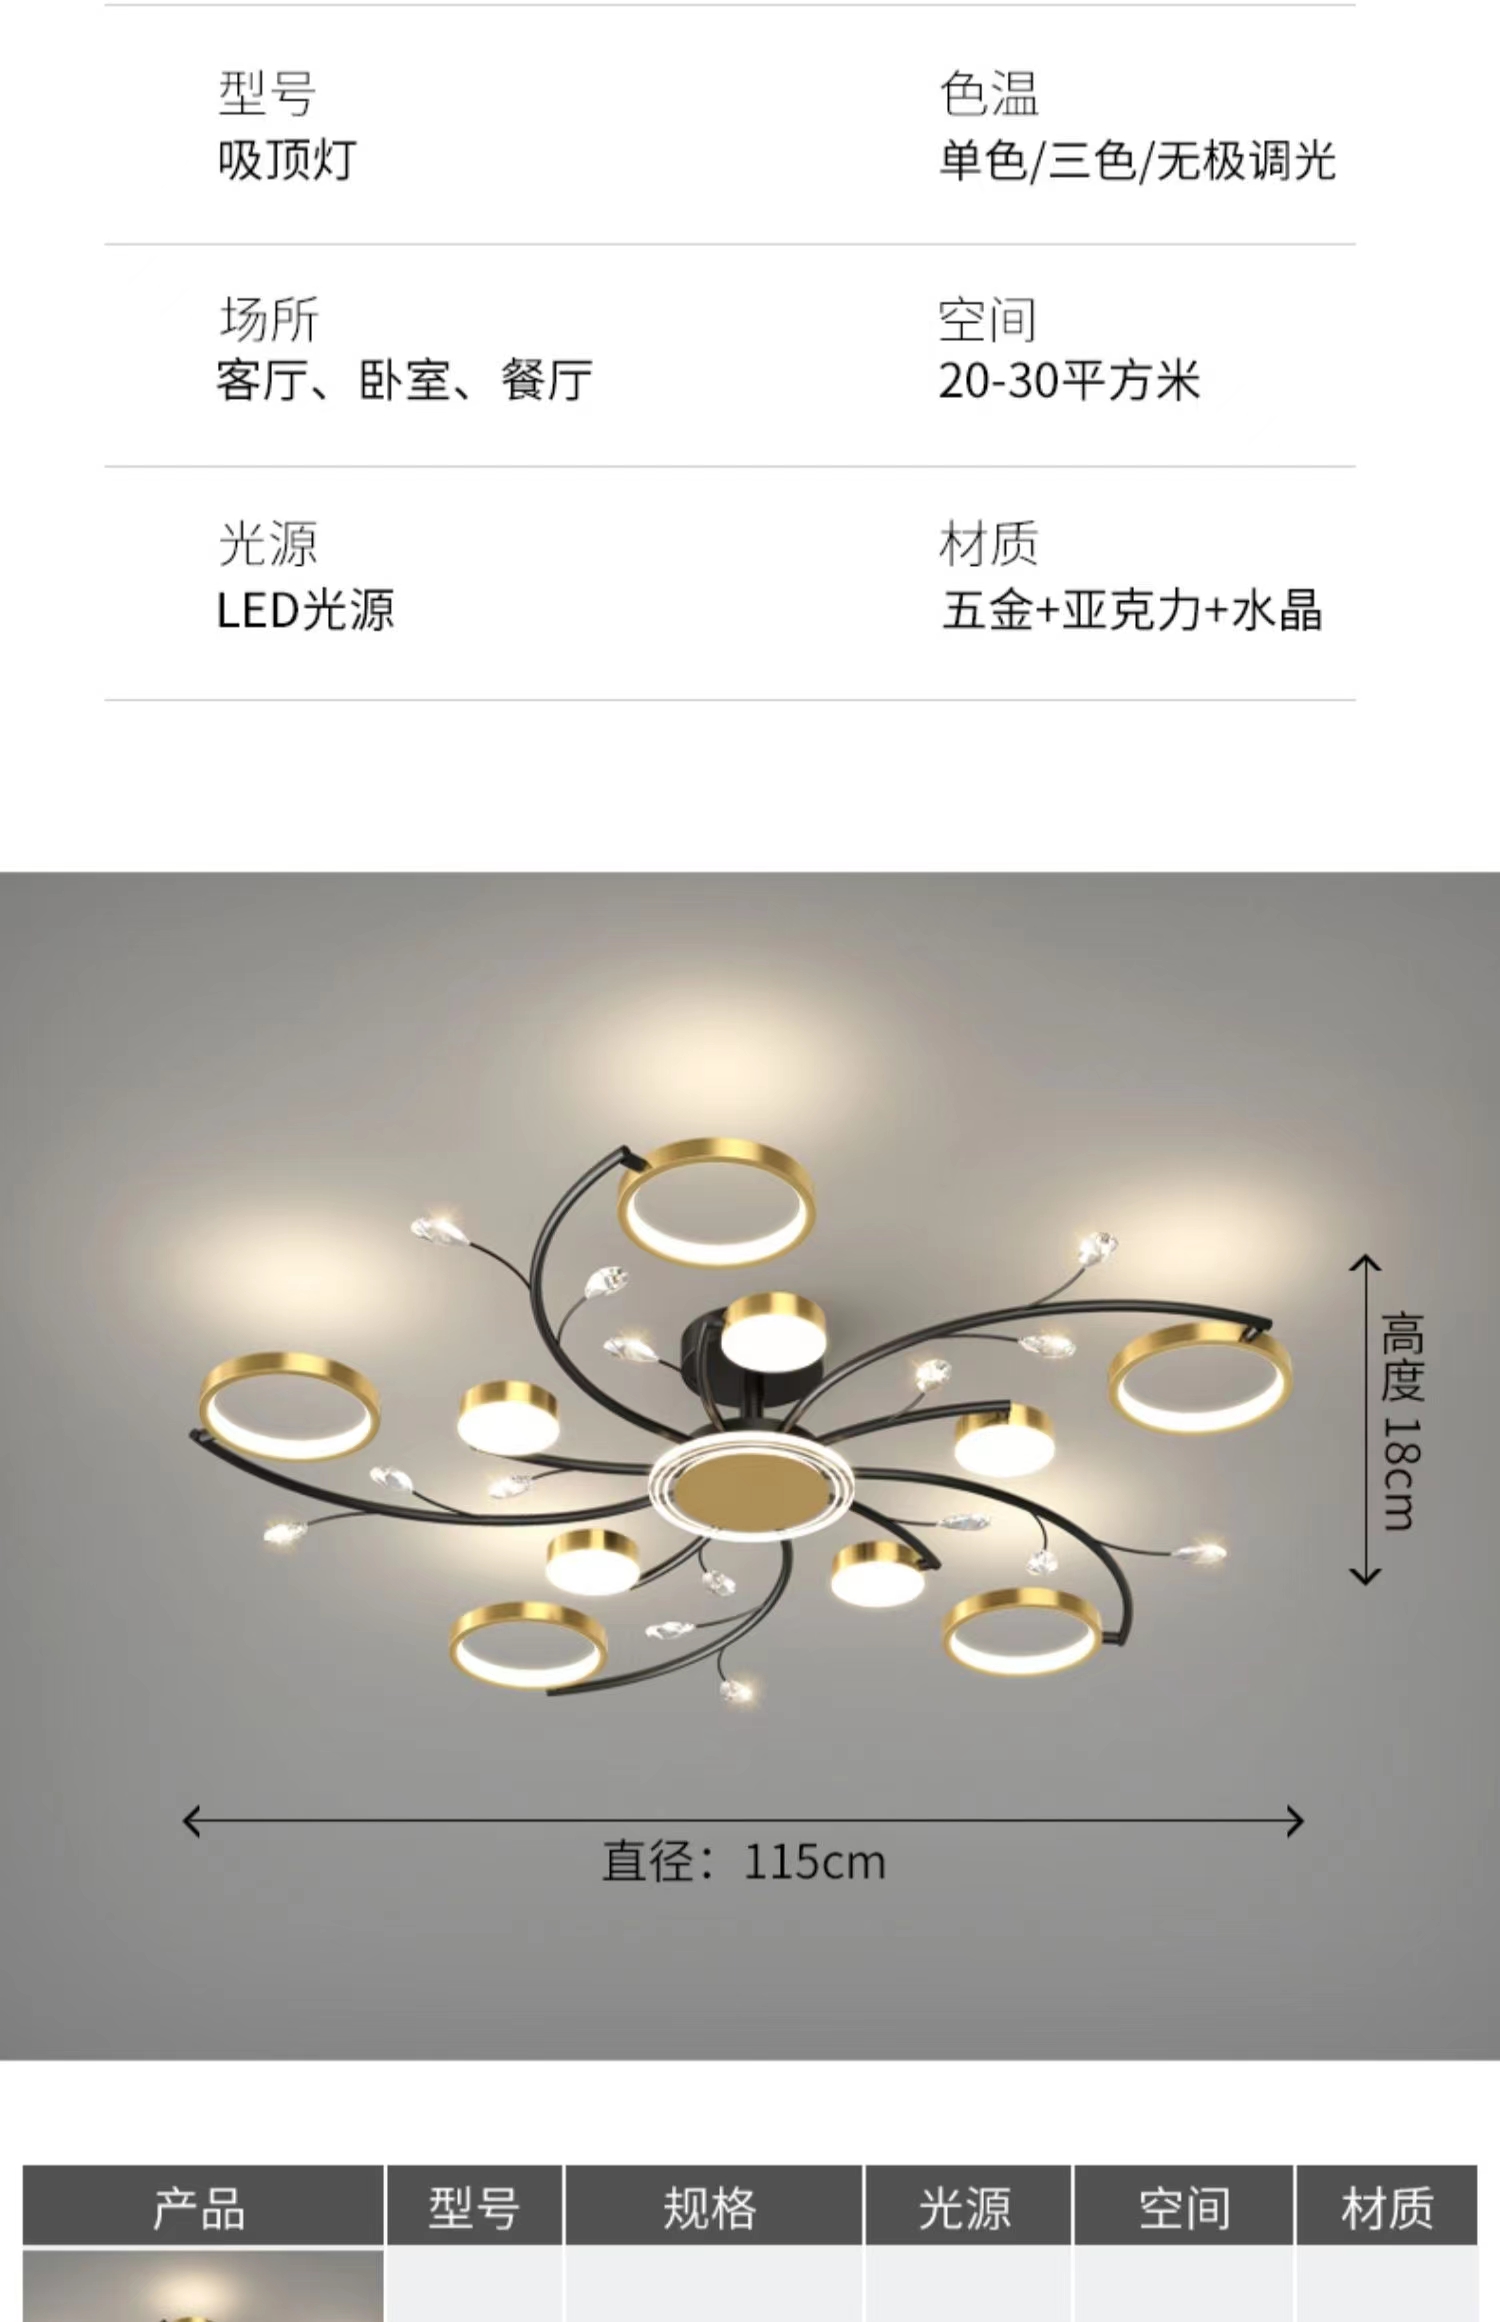 型号
色温
吸顶灯
单色/三色/无极调光
场所
空间
客厅、卧室、餐厅
20-30平方米
光源
材质
LED光源
五金+亚克力+水晶
高度 18cm
直径：115cm
产品 型号 规格 光源 空间 材质